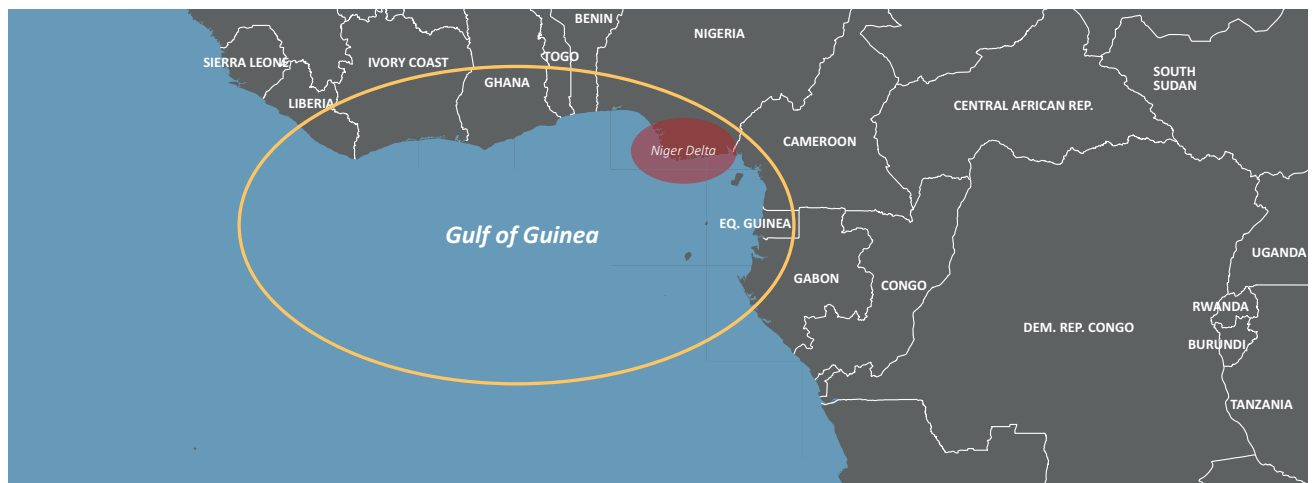 BENIN
NIGERIA
SIERRA LEONE
IVORY COAST
TOGO
GHANA
LIBERIA
SOUTH
SUDAN
CENTRAL AFRICAN REP.
CAMEROON
Niger Delta
EQ. GUINEA
Gulf of Guinea
UGANDA
GABON
CONGO
RWANDA
DEM. REP. CONGO
BURUNDI
TANZANIA